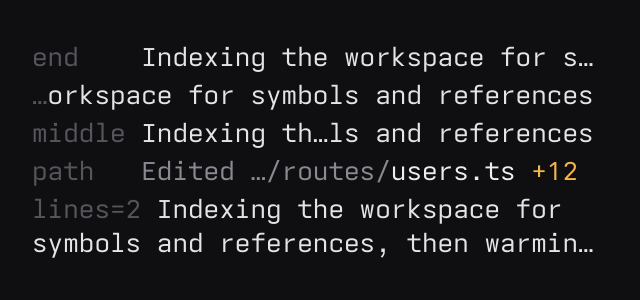 end    Indexing the workspace for s…
…orkspace for symbols and references
middle Indexing th…ls and references
path   Edited …/routes/users.ts +12
lines=2 Indexing the workspace for
symbols and references, then warmin…